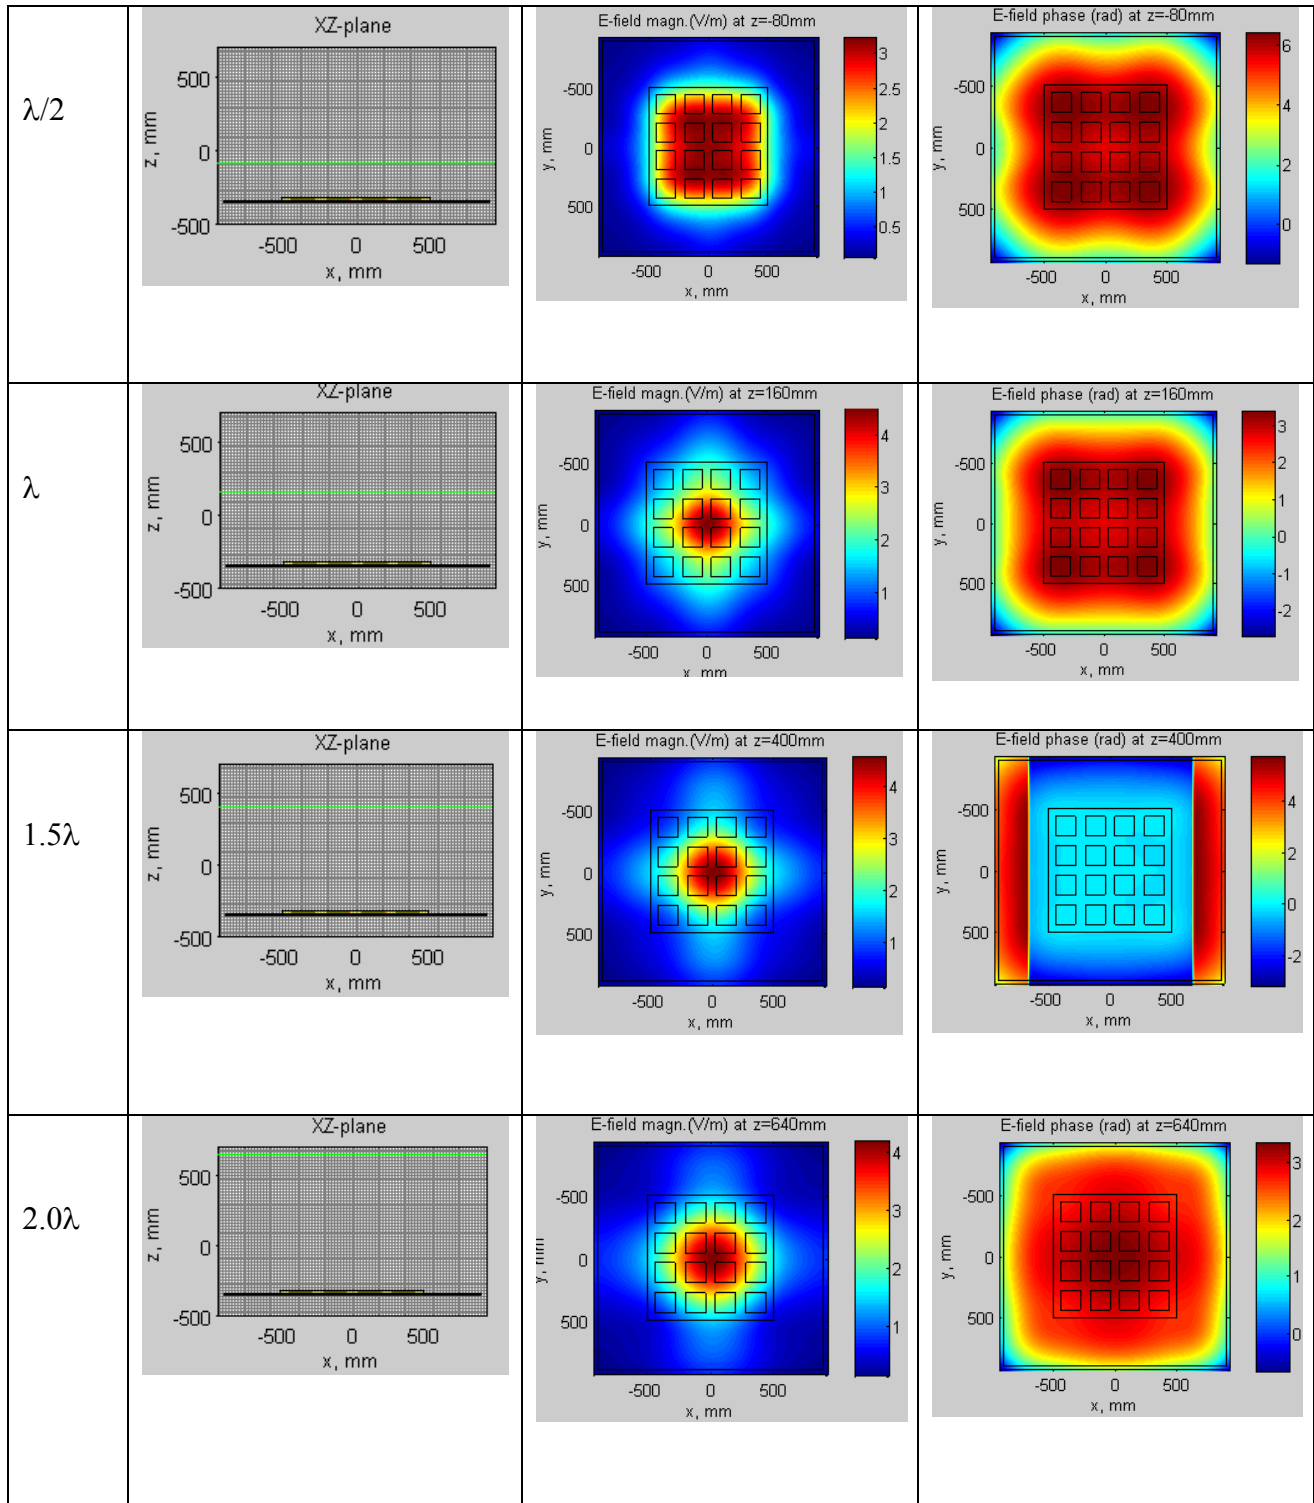 λ/2
XZ-plane
z, mm
500
0
-500
-500 0 500
x, mm
E-field magn.(V/m) at z=-80mm
y, mm
-500
0
500
-500 0 500
x, mm
3
2.5
2
1.5
1
0.5
E-field phase (rad) at z=-80mm
y, mm
-500
0
500
-500 0 500
x, mm
6
4
2
0
λ
XZ-plane
z, mm
500
0
-500
-500 0 500
x, mm
E-field magn.(V/m) at z=160mm
y, mm
-500
0
500
-500 0 500
x, mm
4
3
2
1
E-field phase (rad) at z=160mm
y, mm
-500
0
500
-500 0 500
x, mm
3
2
1
0
-1
-2
1.5λ
XZ-plane
z, mm
500
0
-500
-500 0 500
x, mm
E-field magn.(V/m) at z=400mm
y, mm
-500
0
500
-500 0 500
x, mm
4
3
2
1
E-field phase (rad) at z=400mm
y, mm
-500
0
500
-500 0 500
x, mm
4
2
0
-2
2.0λ
XZ-plane
z, mm
500
0
-500
-500 0 500
x, mm
E-field magn.(V/m) at z=640mm
y, mm
-500
0
500
-500 0 500
x, mm
4
3
2
1
E-field phase (rad) at z=640mm
y, mm
-500
0
500
-500 0 500
x, mm
3
2
1
0